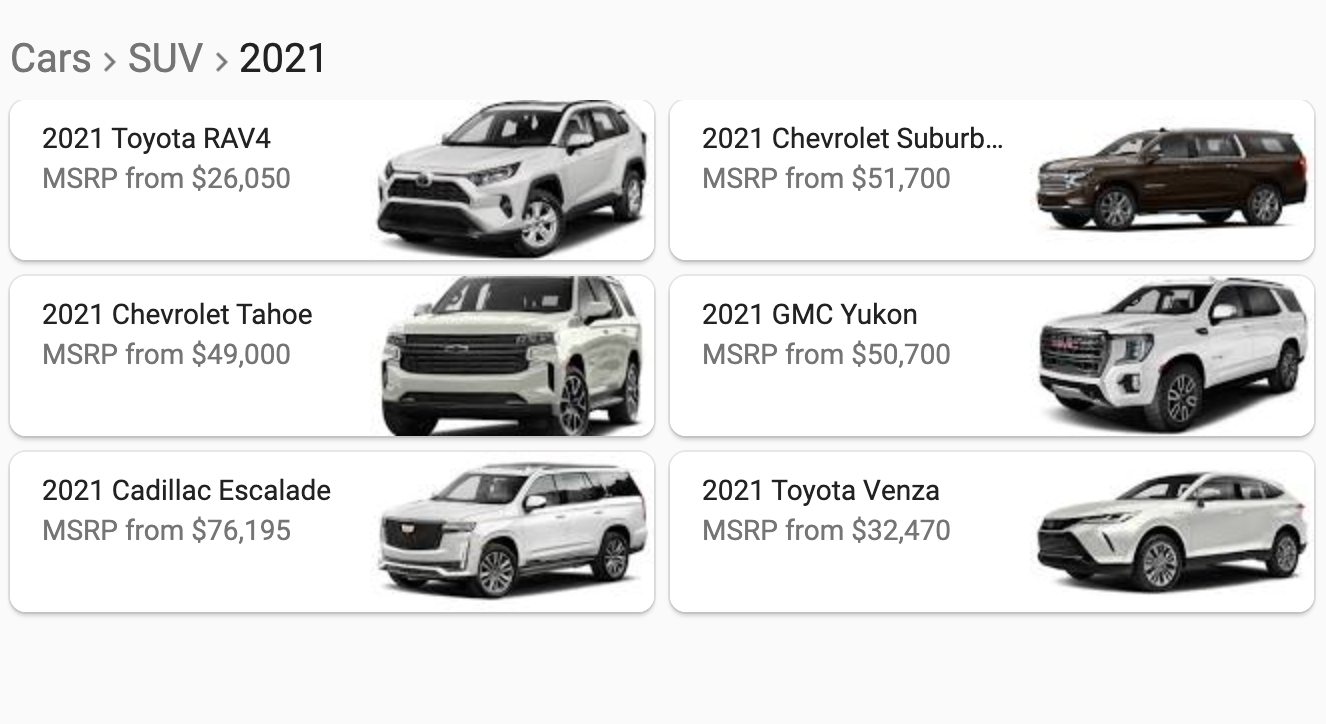 Cars › SUV › 2021
2021 Toyota RAV4
MSRP from $26,050
2021 Chevrolet Suburb...
MSRP from $51,700
2021 Chevrolet Tahoe
MSRP from $49,000
2021 GMC Yukon
MSRP from $50,700
2021 Cadillac Escalade
MSRP from $76,195
2021 Toyota Venza
MSRP from $32,470